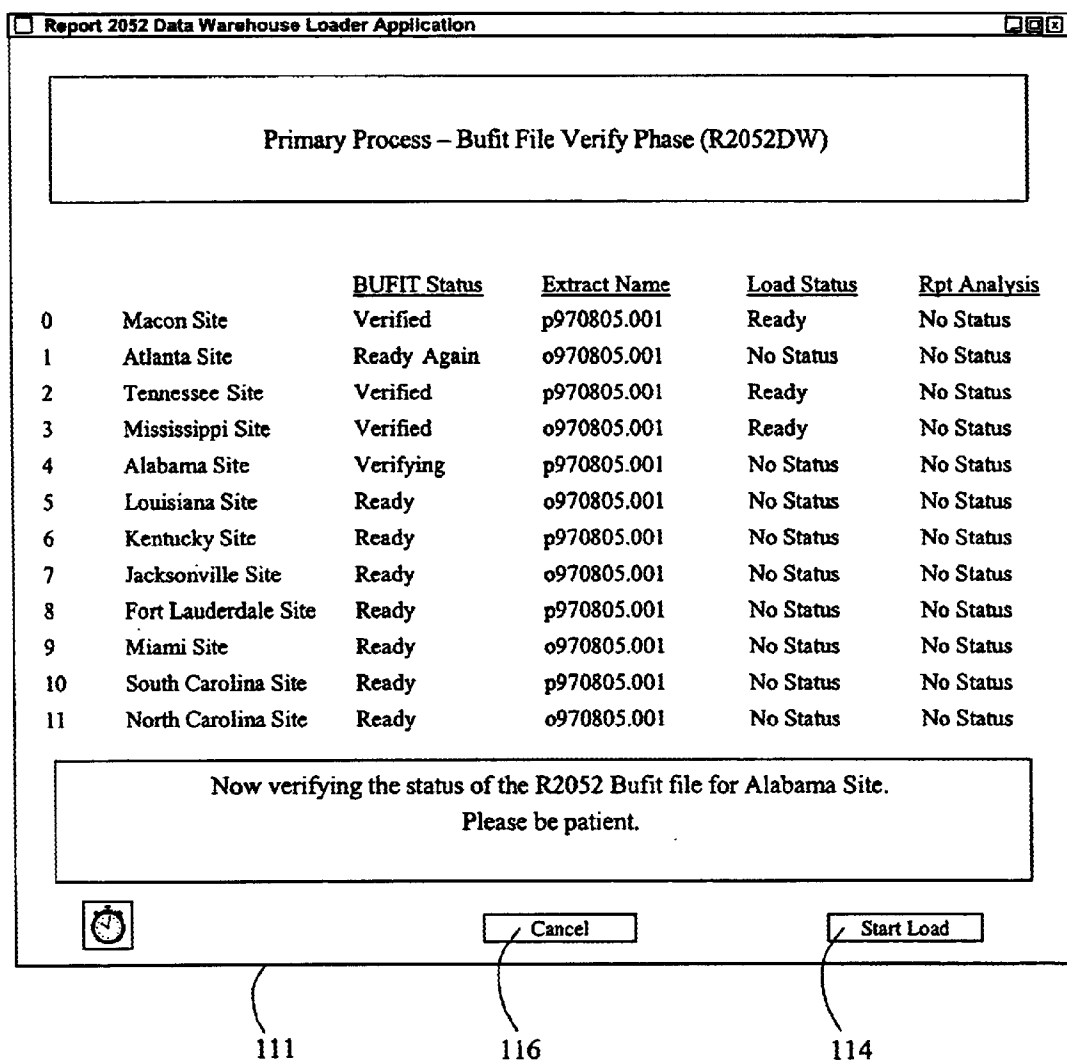 Report 2052 Data Warehouse Loader Application
Primary Process – Bufit File Verify Phase (R2052DW)
BUFIT Status Extract Name Load Status Rpt Analysis
0 Macon Site Verified p970805.001 Ready No Status
1 Atlanta Site Ready Again o970805.001 No Status No Status
2 Tennessee Site Verified p970805.001 Ready No Status
3 Mississippi Site Verified o970805.001 Ready No Status
4 Alabama Site Verifying p970805.001 No Status No Status
5 Louisiana Site Ready o970805.001 No Status No Status
6 Kentucky Site Ready p970805.001 No Status No Status
7 Jacksonville Site Ready o970805.001 No Status No Status
8 Fort Lauderdale Site Ready p970805.001 No Status No Status
9 Miami Site Ready o970805.001 No Status No Status
10 South Carolina Site Ready p970805.001 No Status No Status
11 North Carolina Site Ready o970805.001 No Status No Status
Now verifying the status of the R2052 Bufit file for Alabama Site.
Please be patient.
Cancel Start Load
111 116 114